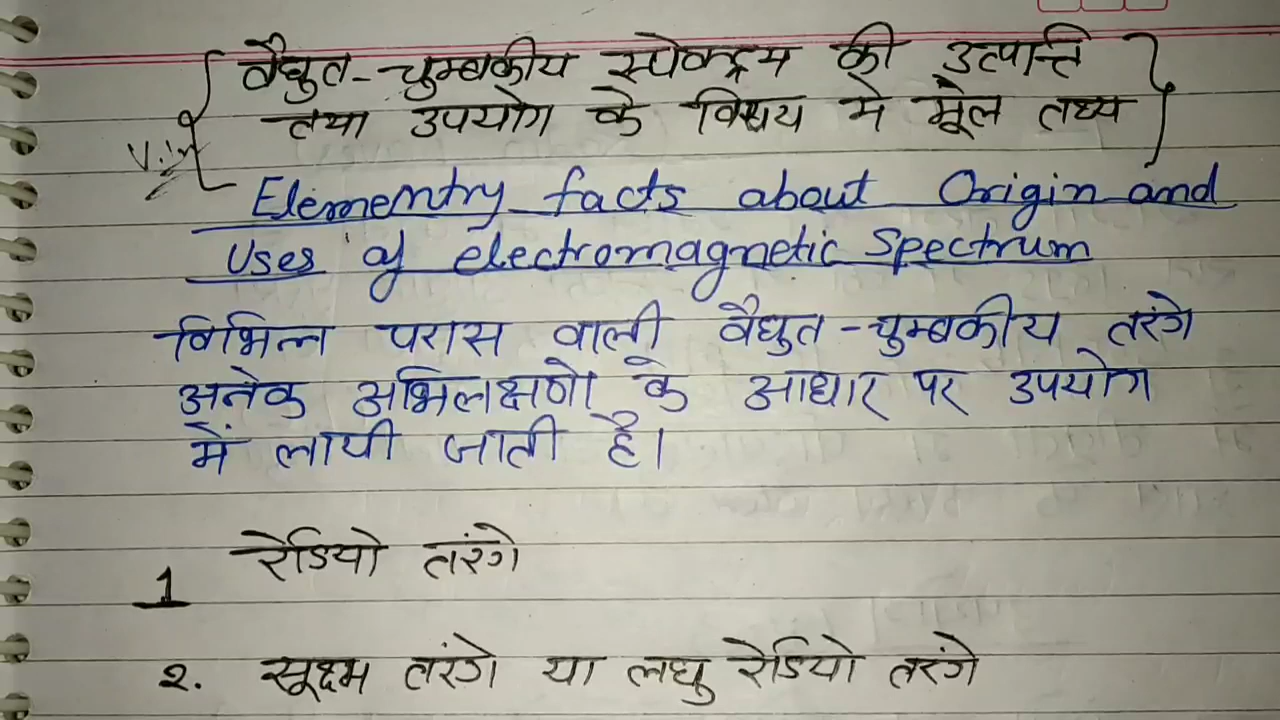 वैद्युत-चुम्बकीय स्पेक्ट्रम की उत्पत्ति
तथा उपयोग के विषय मे मूल तथ्य
V.
Elementry facts about Origin and
Uses of electromagnetic Spectrum
विभिन्न परास वाली वैद्युत-चुम्बकीय तरंगे
अनेक अभिलक्षणो के आधार पर उपयोग
में लायी जाती है।
1 रेडियो तरंगे
2. सूक्ष्म तरंगे या लघु रेडियो तरंगे